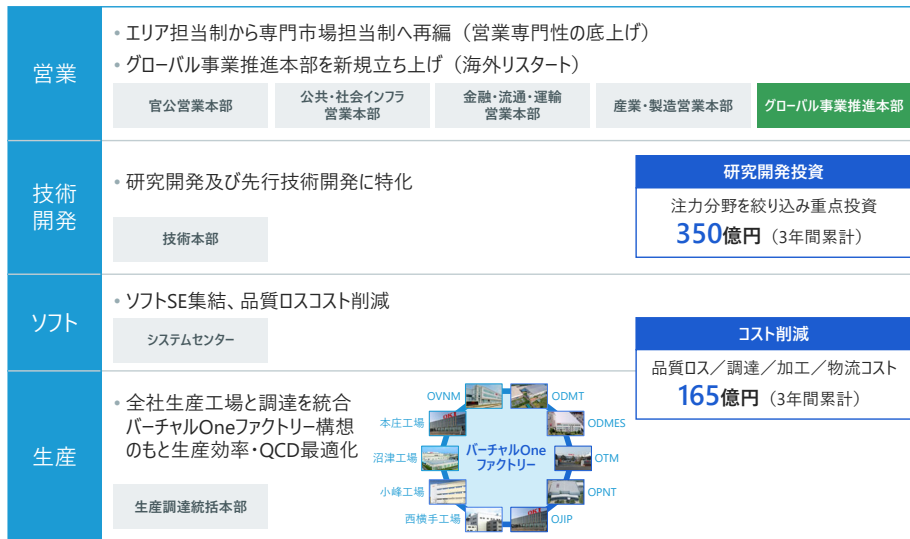 営業
• エリア担当制から専門市場担当制へ再編（営業専門性の底上げ）
• グローバル事業推進本部を新規立ち上げ（海外リスタート）
官公営業本部
公共・社会インフラ
営業本部
金融・流通・運輸
営業本部
産業・製造営業本部
グローバル事業推進本部
技術
開発
• 研究開発及び先行技術開発に特化
技術本部
研究開発投資
注力分野を絞り込み重点投資
350億円（3年間累計）
ソフト
• ソフトSE集結、品質ロスコスト削減
システムセンター
コスト削減
品質ロス／調達／加工／物流コスト
165億円（3年間累計）
生産
• 全社生産工場と調達を統合
バーチャルOneファクトリー構想
のもと生産効率・QCD最適化
生産調達統括本部
OVNM
ODMT
本庄工場
ODMES
沼津工場
バーチャルOne
ファクトリー
OTM
小峰工場
OPNT
西横手工場
OJIP